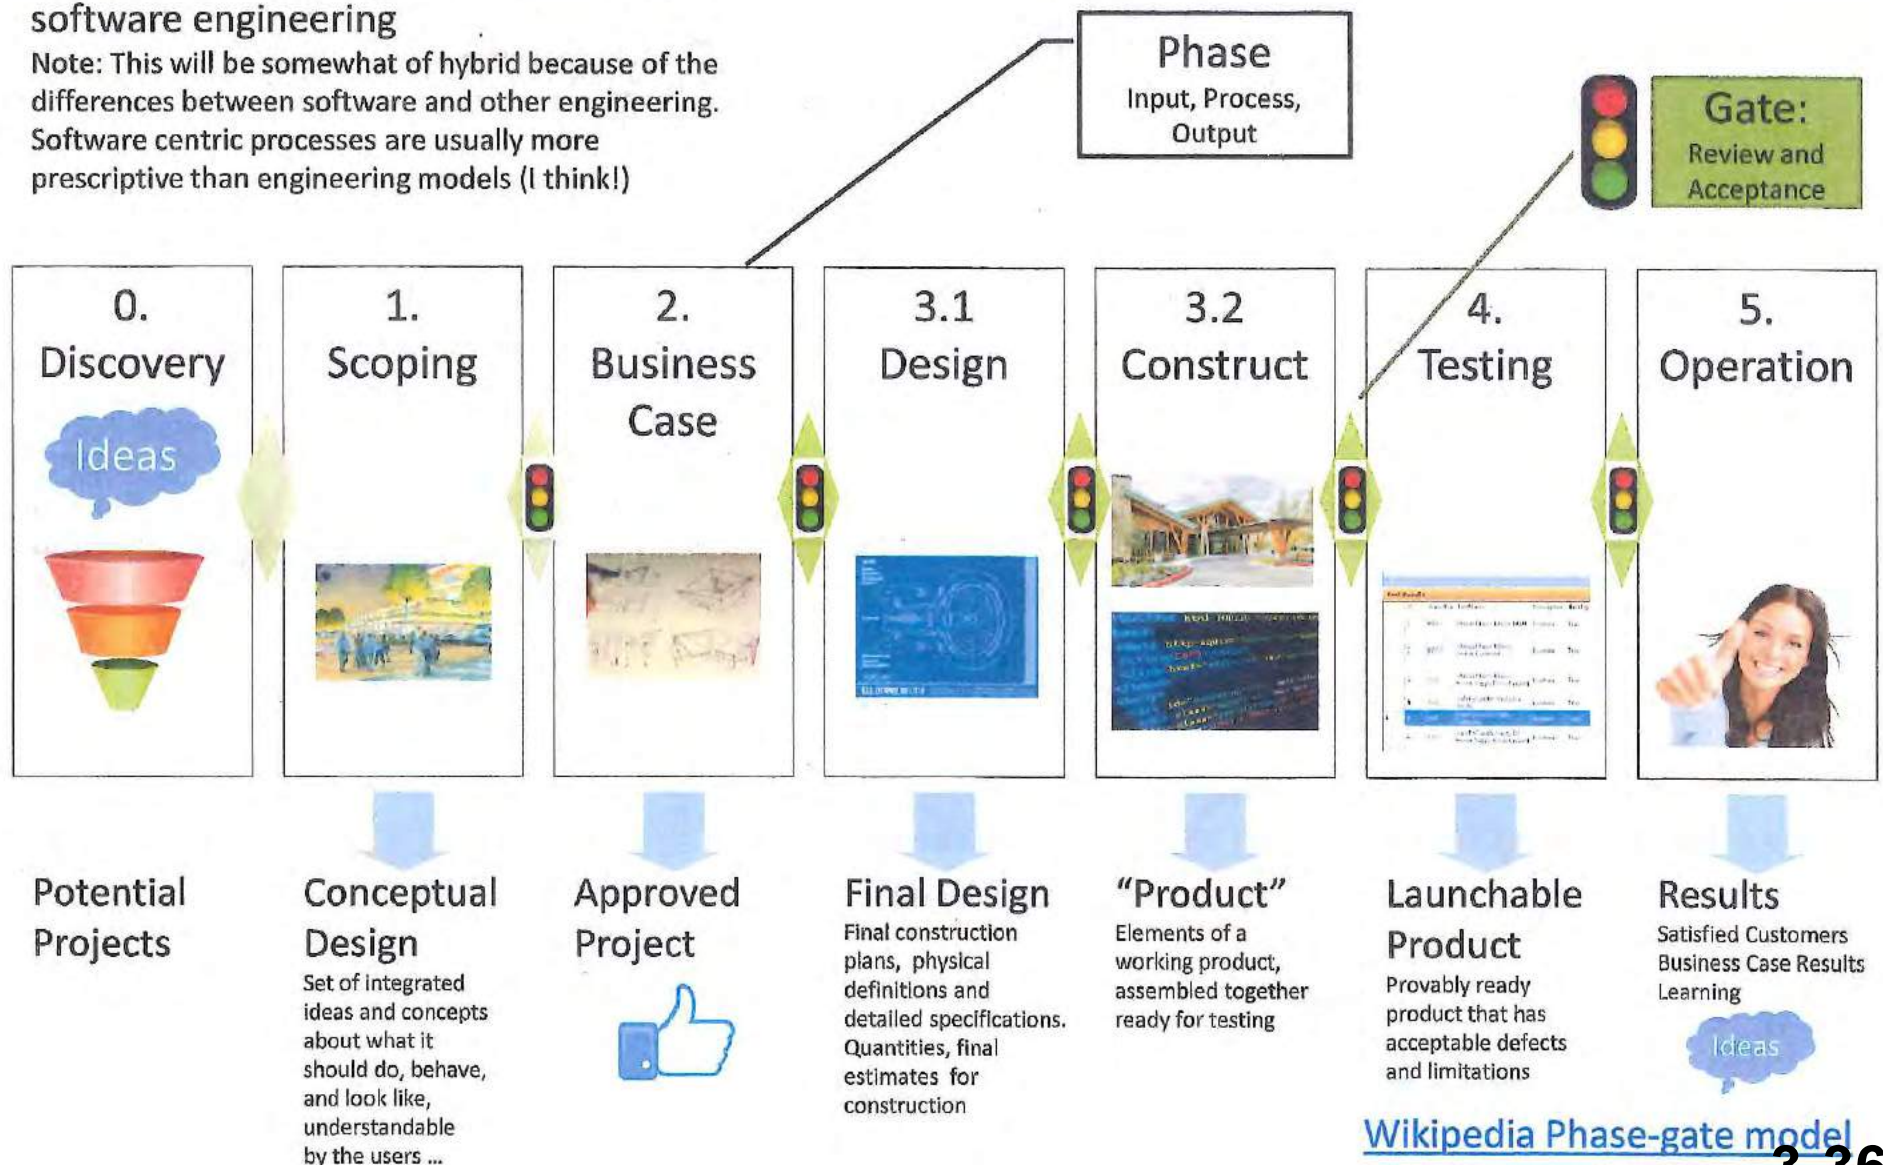 software engineering
Note: This will be somewhat of hybrid because of the
differences between software and other engineering.
Software centric processes are usually more
prescriptive than engineering models (I think!)
Phase
Input, Process,
Output
Gate:
Review and
Acceptance
0.
Discovery
Ideas
1.
Scoping
2.
Business
Case
3.1
Design
3.2
Construct
4.
Testing
5.
Operation
Potential
Projects
Conceptual
Design
Set of integrated
ideas and concepts
about what it
should do, behave,
and look like,
understandable
by the users ...
Approved
Project
Final Design
Final construction
plans, physical
definitions and
detailed specifications.
Quantities, final
estimates for
construction
"Product"
Elements of a
working product,
assembled together
ready for testing
Launchable
Product
Provably ready
product that has
acceptable defects
and limitations
Results
Satisfied Customers
Business Case Results
Learning
Ideas
Wikipedia Phase-gate model
3-36